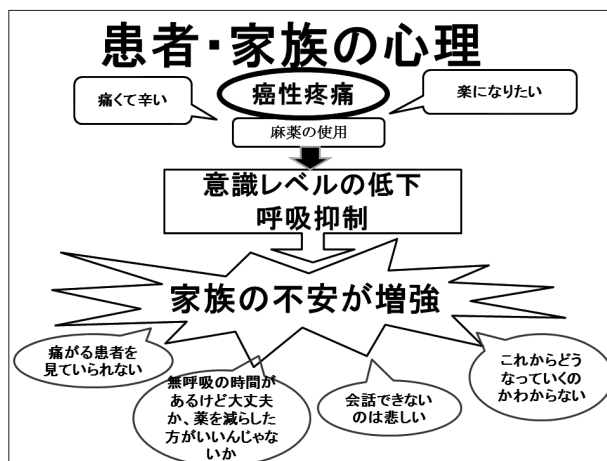 患者・家族の心理
癌性疼痛
痛くて辛い
楽になりたい
麻薬の使用
意識レベルの低下
呼吸抑制
家族の不安が増強
痛がる患者を
見ていられない
無呼吸の時間が
あるけど大丈夫
か、薬を減らした
方がいいんじゃな
いか
会話できない
のは悲しい
これからどう
なっていくの
かわからない